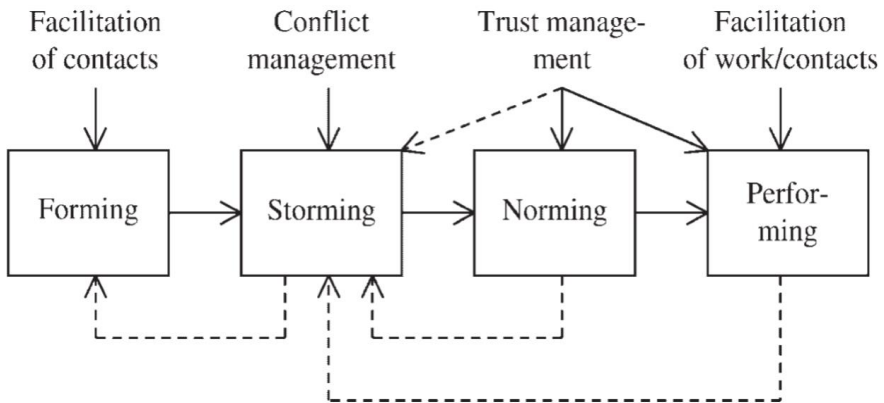 Facilitation
of contacts
Conflict
management
Trust manage-
ment
Facilitation
of work/contacts
Forming
Storming
Norming
Perfor-
ming